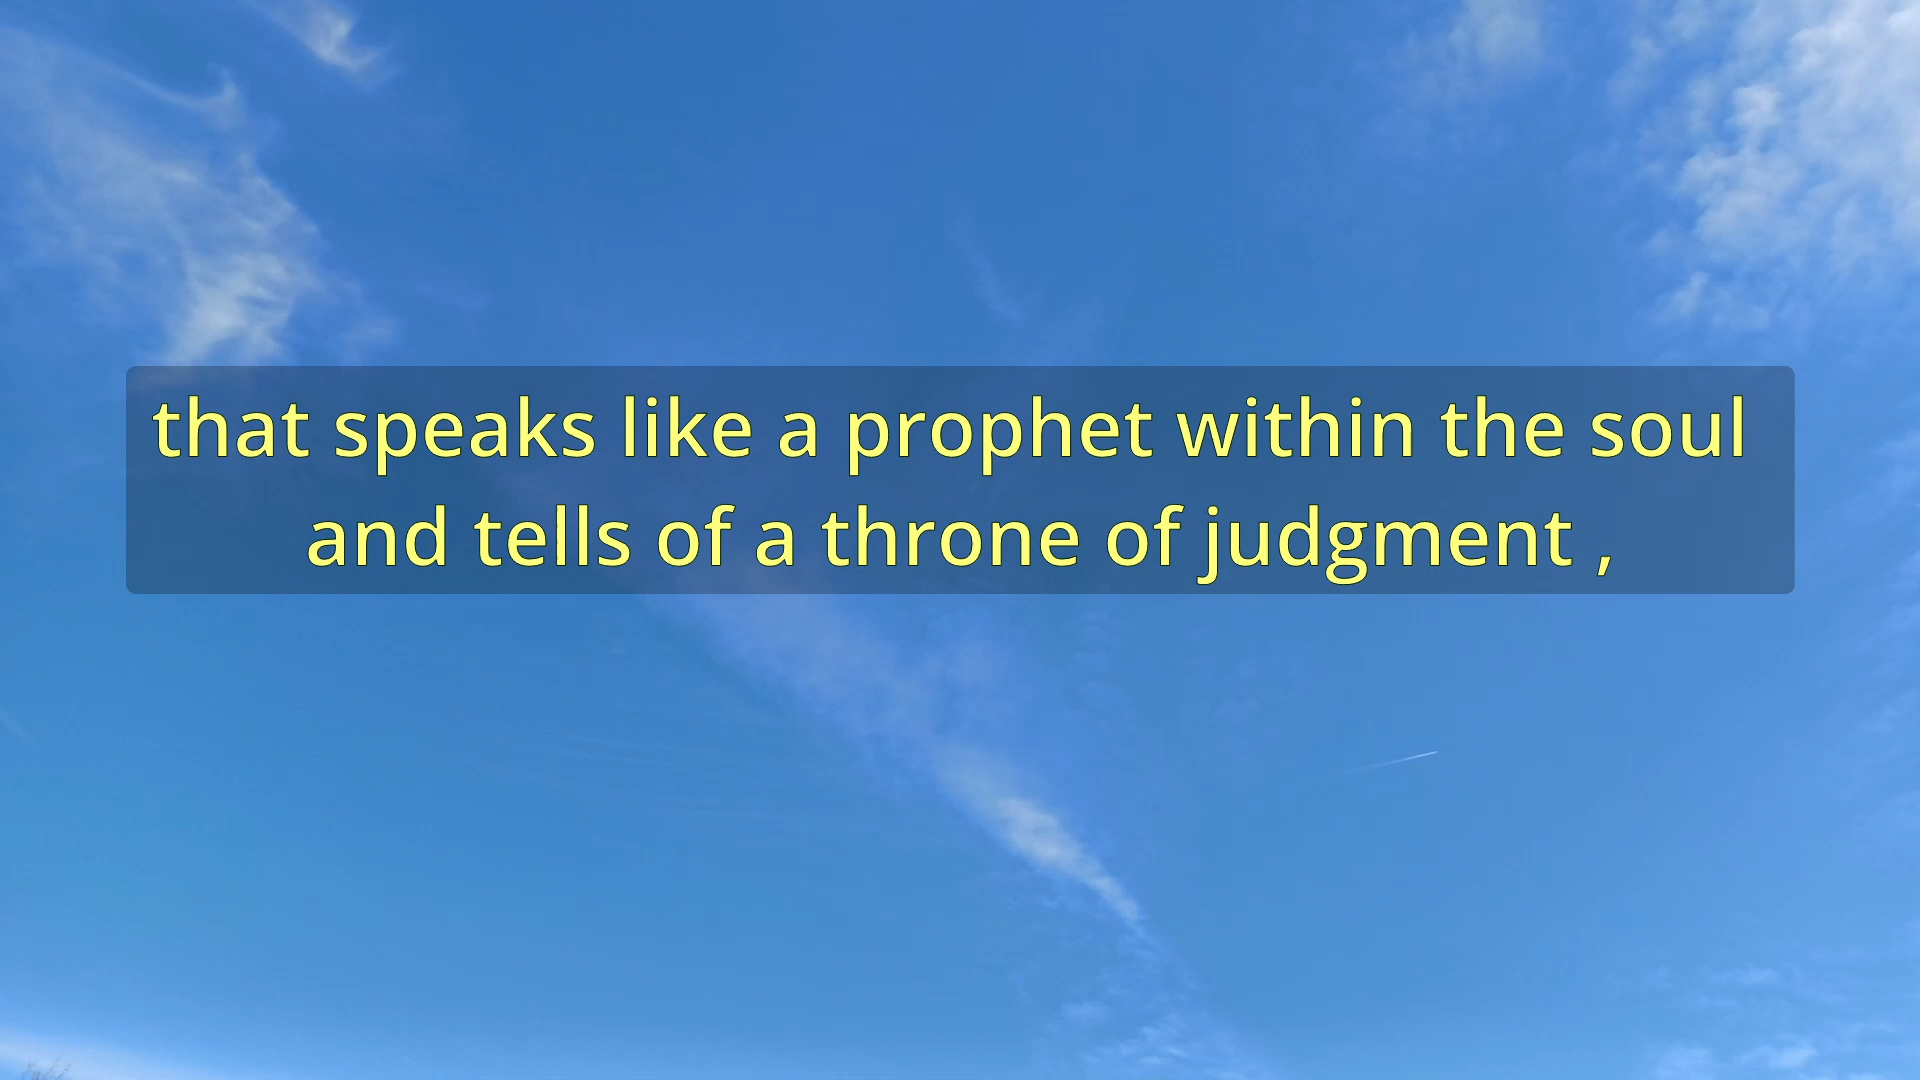 that speaks like a prophet within the soul
and tells of a throne of judgment ,